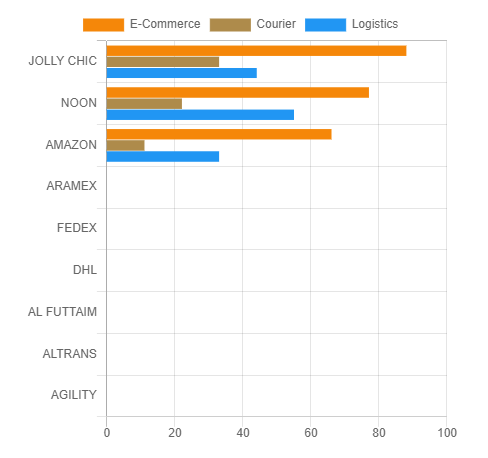 E-Commerce Courier Logistics
JOLLY CHIC
NOON
AMAZON
ARAMEX
FEDEX
DHL
AL FUTTAIM
ALTRANS
AGILITY
0 20 40 60 80 100